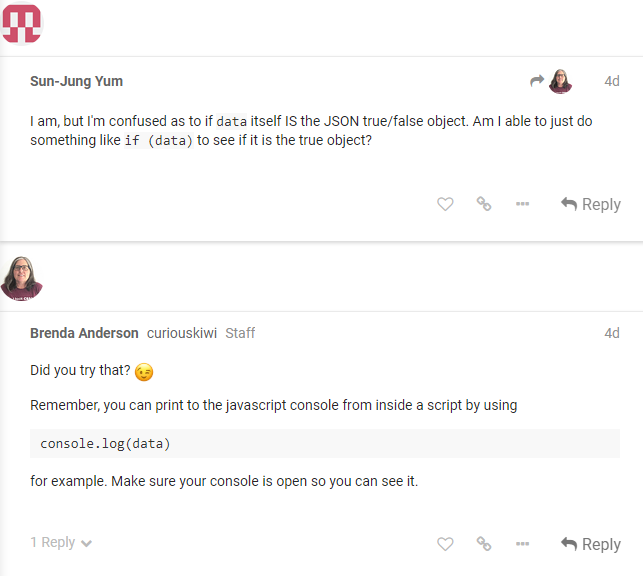 Sun-Jung Yum 4d
I am, but I'm confused as to if data itself IS the JSON true/false object. Am I able to just do
something like if (data) to see if it is the true object?
Reply
Brenda Anderson curiouskiwi Staff 4d
Did you try that? 😉
Remember, you can print to the javascript console from inside a script by using
console.log(data)
for example. Make sure your console is open so you can see it.
1 Reply Reply